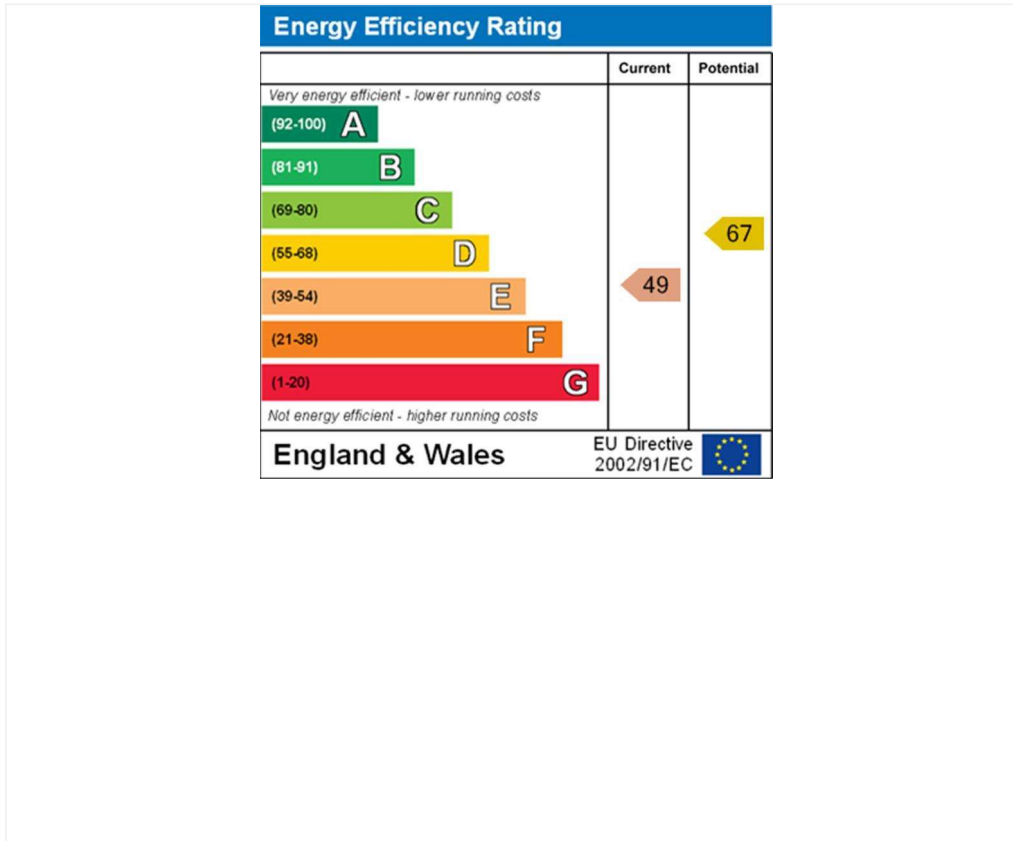 Energy Efficiency Rating
Current Potential
Very energy efficient - lower running costs
(92-100) A
(81-91) B
(69-80) C
(55-68) D
67
(39-54) E
49
(21-38) F
(1-20) G
Not energy efficient - higher running costs
England & Wales
EU Directive
2002/91/EC